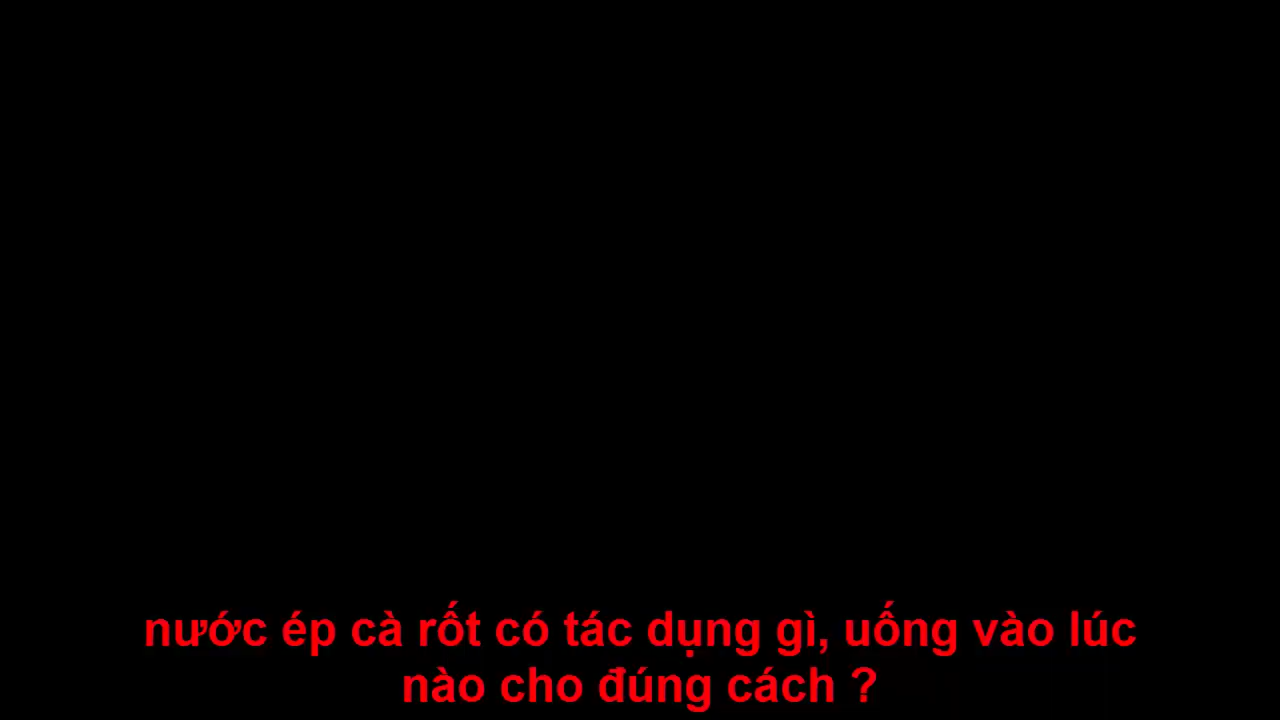 nước ép cà rốt có tác dụng gì, uống vào lúc
nào cho đúng cách ?